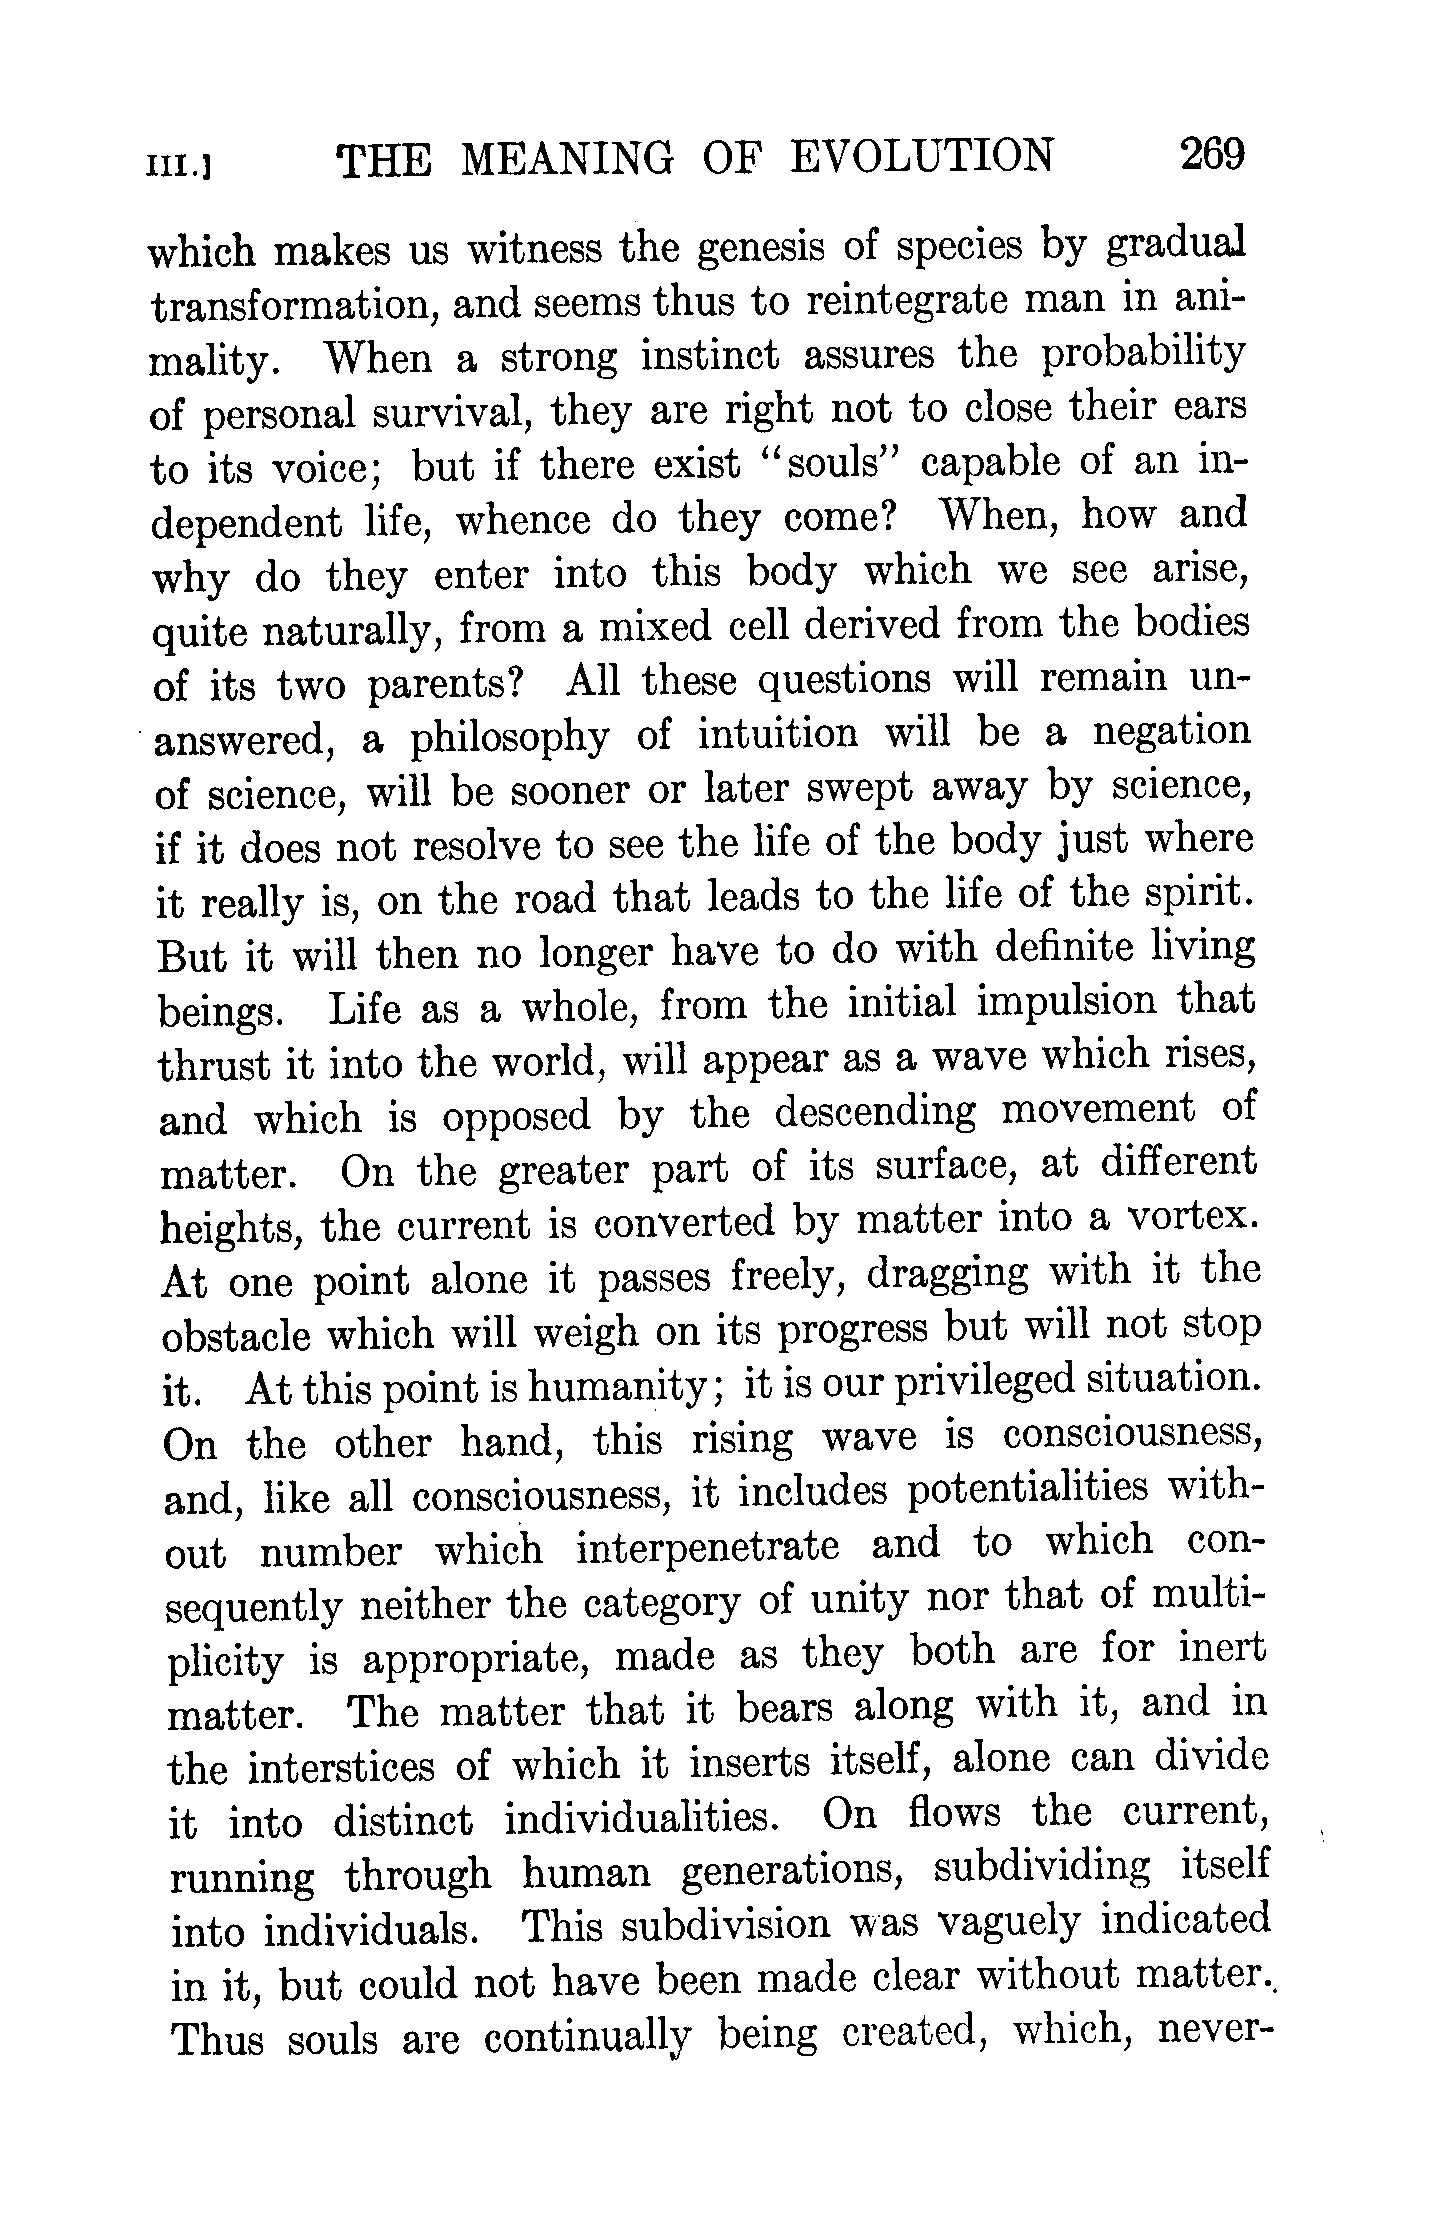 III.] THE MEANING OF EVOLUTION 269
which makes us witness the genesis of species by gradual
transformation, and seems thus to reintegrate man in ani-
mality. When a strong instinct assures the probability
of personal survival, they are right not to close their ears
to its voice; but if there exist “souls” capable of an in-
dependent life, whence do they come? When, how and
why do they enter into this body which we see arise,
quite naturally, from a mixed cell derived from the bodies
of its two parents? All these questions will remain un-
answered, a philosophy of intuition will be a negation
of science, will be sooner or later swept away by science,
if it does not resolve to see the life of the body just where
it really is, on the road that leads to the life of the spirit.
But it will then no longer have to do with definite living
beings. Life as a whole, from the initial impulsion that
thrust it into the world, will appear as a wave which rises,
and which is opposed by the descending movement of
matter. On the greater part of its surface, at different
heights, the current is converted by matter into a vortex.
At one point alone it passes freely, dragging with it the
obstacle which will weigh on its progress but will not stop
it. At this point is humanity; it is our privileged situation.
On the other hand, this rising wave is consciousness,
and, like all consciousness, it includes potentialities with-
out number which interpenetrate and to which con-
sequently neither the category of unity nor that of multi-
plicity is appropriate, made as they both are for inert
matter. The matter that it bears along with it, and in
the interstices of which it inserts itself, alone can divide
it into distinct individualities. On flows the current,
running through human generations, subdividing itself
into individuals. This subdivision was vaguely indicated
in it, but could not have been made clear without matter.
Thus souls are continually being created, which, never-